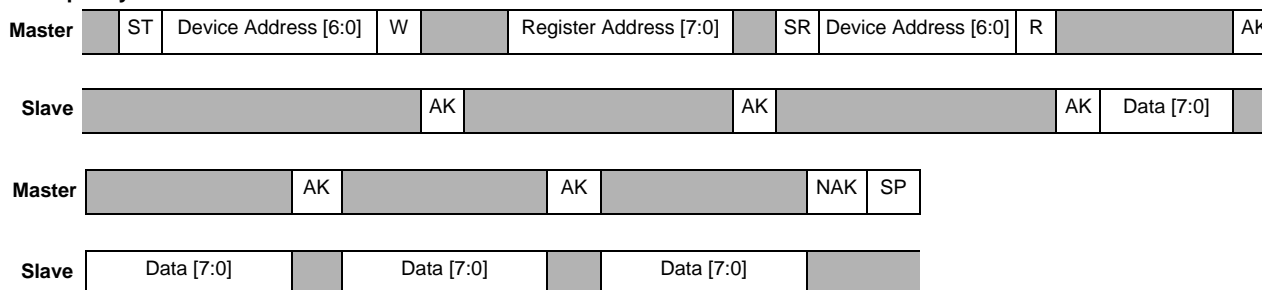 Master ST Device Address [6:0] W Register Address [7:0] SR Device Address [6:0] R AK
Slave AK AK AK Data [7:0]
Master AK AK NAK SP
Slave Data [7:0] Data [7:0] Data [7:0]